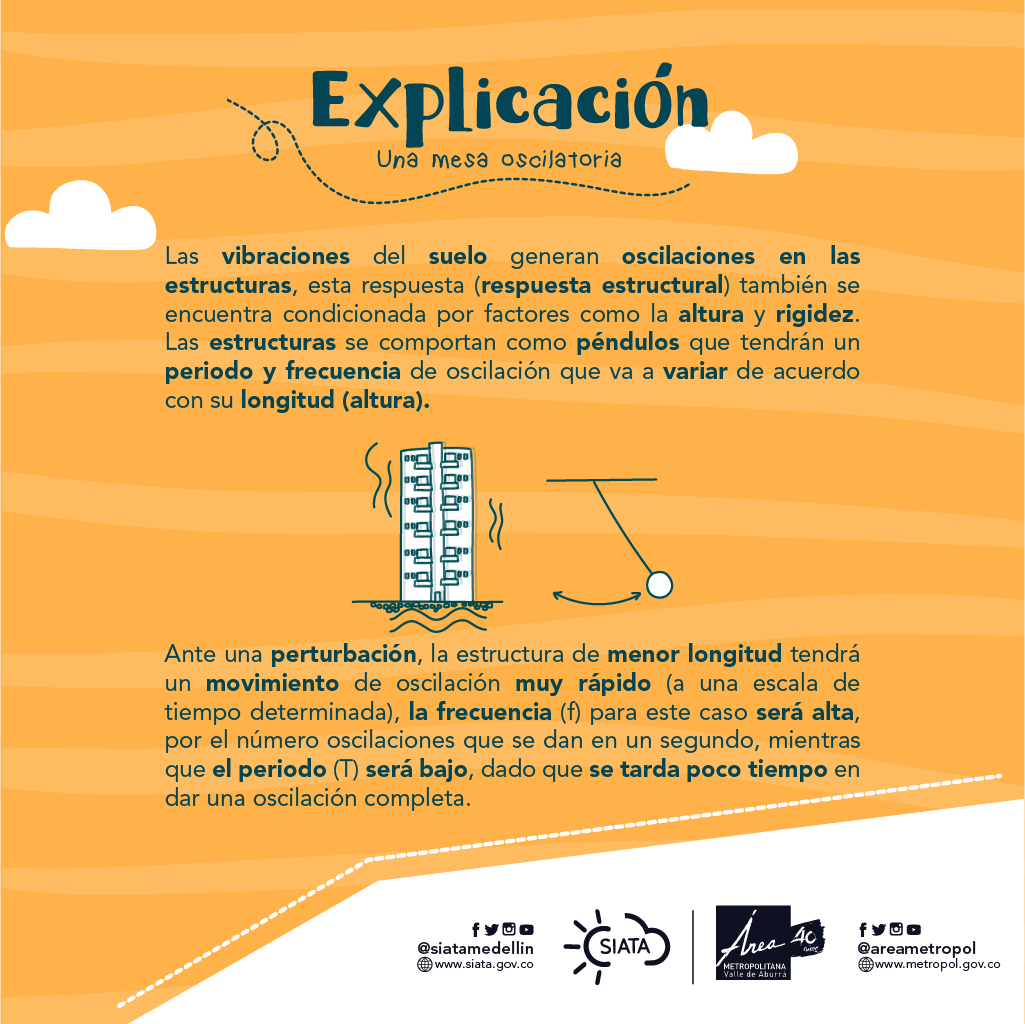 Explicación
Una mesa oscilatoria
Las vibraciones del suelo generan oscilaciones en las
estructuras, esta respuesta (respuesta estructural) también se
encuentra condicionada por factores como la altura y rigidez.
Las estructuras se comportan como péndulos que tendrán un
periodo y frecuencia de oscilación que va a variar de acuerdo
con su longitud (altura).
Ante una perturbación, la estructura de menor longitud tendrá
un movimiento de oscilación muy rápido (a una escala de
tiempo determinada), la frecuencia (f) para este caso será alta,
por el número oscilaciones que se dan en un segundo, mientras
que el periodo (T) será bajo, dado que se tarda poco tiempo en
dar una oscilación completa.
@siatamedellin
www.siata.gov.co
SIATA
Área
40
METROPOLITANA
Valle de Aburrá
@areametropol
www.metropol.gov.co